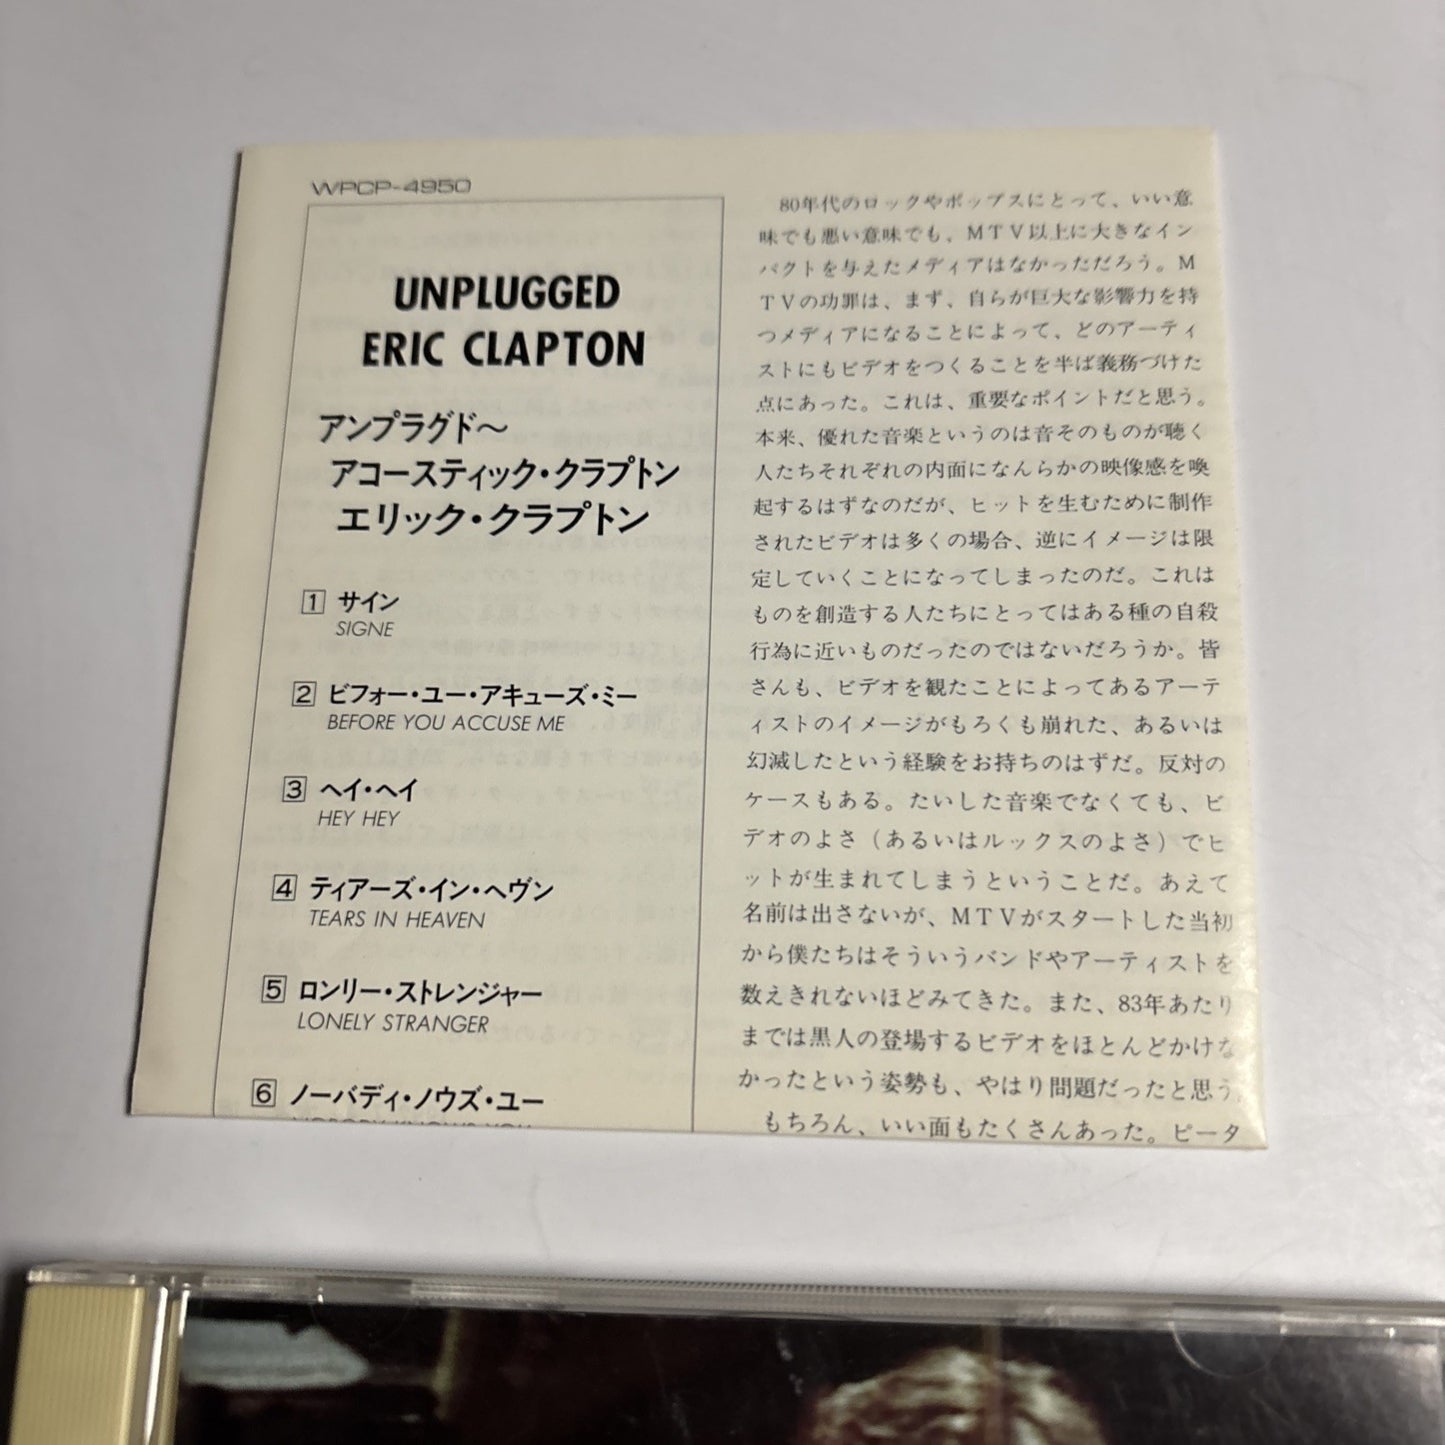 WPCP-4950
UNPLUGGED
ERIC CLAPTON
アンプラグド〜
アコースティック・クラプトン
エリック・クラプトン
1 サイン
SIGNE
2 ビフォー・ユー・アキューズ・ミー
BEFORE YOU ACCUSE ME
3 ヘイ・ヘイ
HEY HEY
4 ティアーズ・イン・ヘヴン
TEARS IN HEAVEN
5 ロンリー・ストレンジャー
LONELY STRANGER
6 ノーバディ・ノウズ・ユー
NOBODY KNOWS YOU
80年代のロックやポップスにとって、いい意
味でも悪い意味でも、MTV以上に大きなイン
パクトを与えたメディアはなかっただろう。M
TVの功罪は、まず、自らが巨大な影響力を持
つメディアになることによって、どのアーティ
ストにもビデオをつくることを半ば義務づけた
点にあった。これは、重要なポイントだと思う。
本来、優れた音楽というのは音そのものが聴く
人たちそれぞれの内面になんらかの映像感を喚
起するはずなのだが、ヒットを生むために制作
されたビデオは多くの場合、逆にイメージは限
定していくことになってしまったのだ。これは
ものを創造する人たちにとってはある種の自殺
行為に近いものだったのではないだろうか。皆
さんも、ビデオを観たことによってあるアーテ
ィストのイメージがもろくも崩れた、あるいは
幻滅したという経験をお持ちのはずだ。反対の
ケースもある。たいした音楽でなくても、ビ
デオのよさ（あるいはルックスのよさ）でヒ
ットが生まれてしまうということだ。あえて
名前は出さないが、MTVがスタートした当初
から僕たちはそういうバンドやアーティストを
数えきれないほどみてきた。また、83年あたり
までは黒人の登場するビデオをほとんどかけな
かったという姿勢も、やはり問題だったと思う。
もちろん、いい面もたくさんあった。ピータ